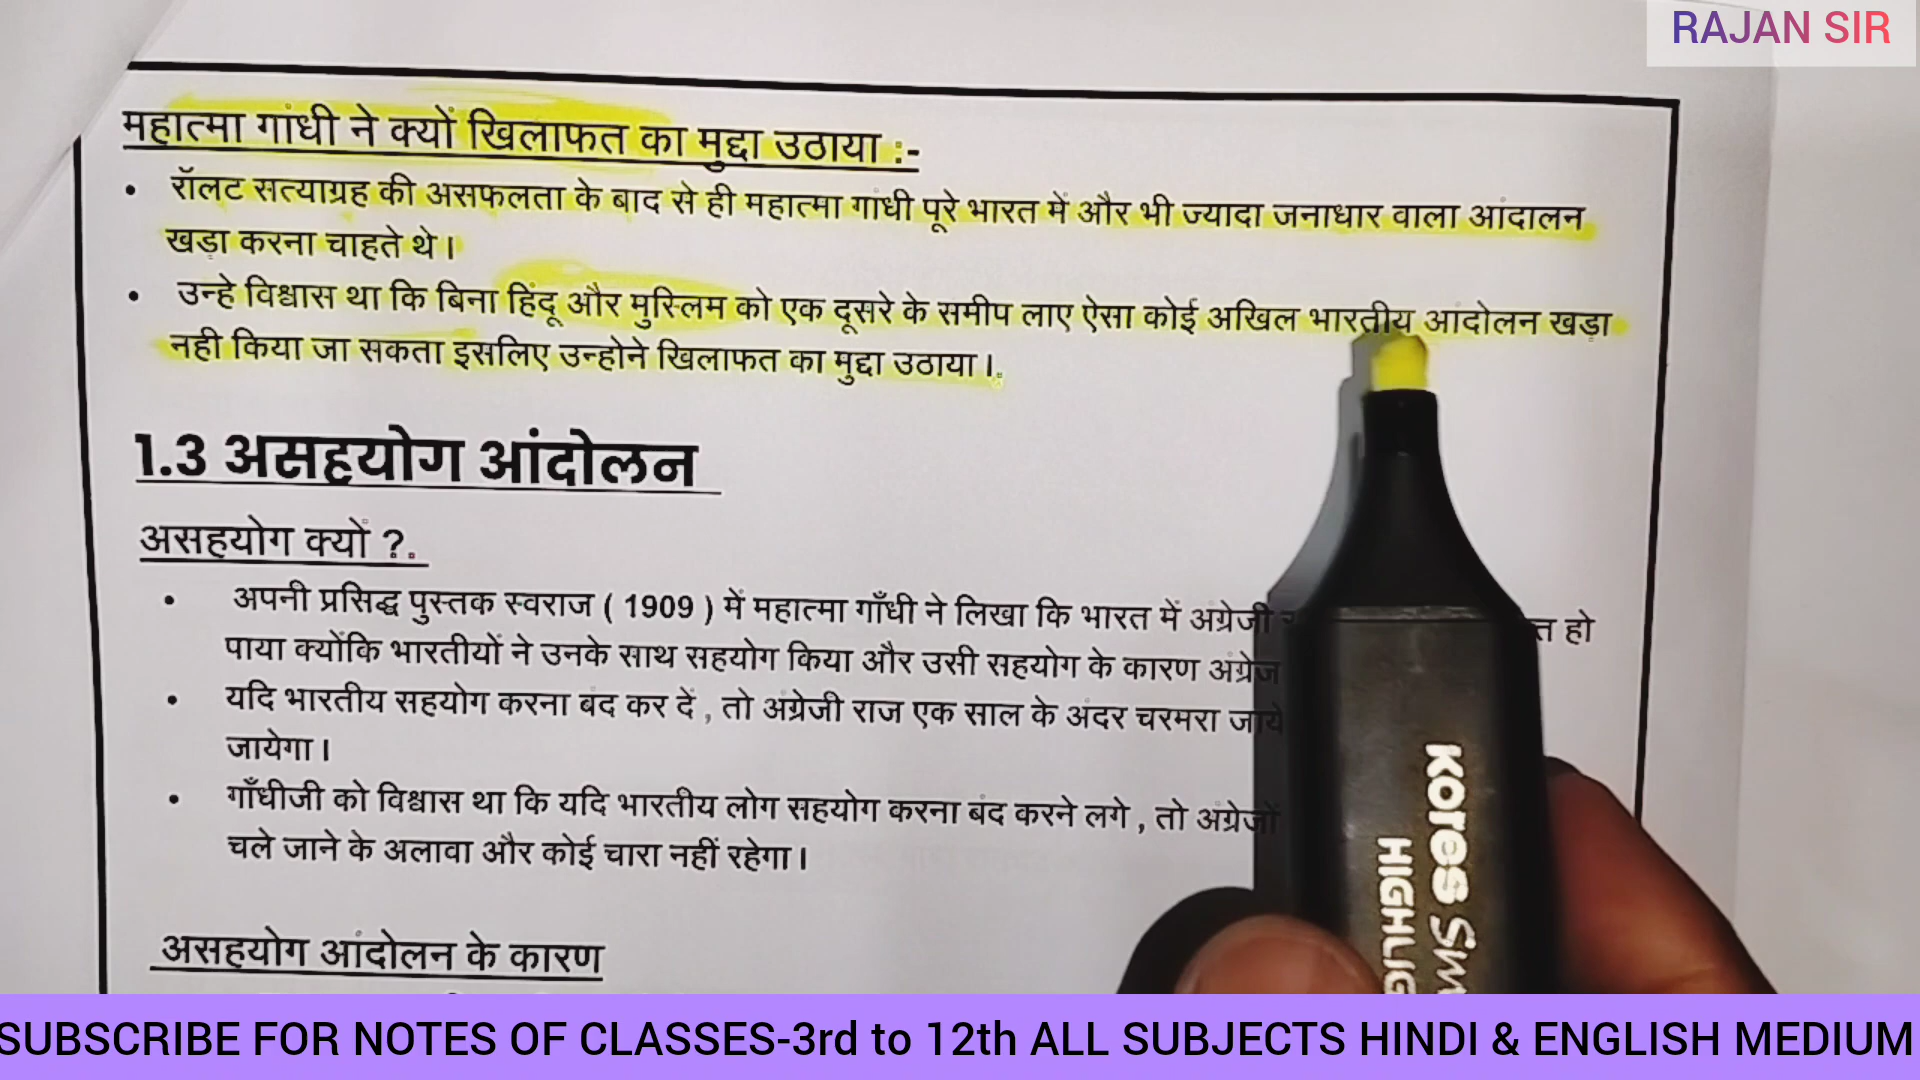 RAJAN SIR
महात्मा गांधी ने क्यों खिलाफत का मुद्दा उठाया :-
• रॉलट सत्याग्रह की असफलता के बाद से ही महात्मा गांधी पूरे भारत में और भी ज्यादा जनाधार वाला आंदालन
खड़ा करना चाहते थे ।
• उन्हे विश्वास था कि बिना हिंदू और मुस्लिम को एक दूसरे के समीप लाए ऐसा कोई अखिल भारतीय आंदोलन खड़ा
नही किया जा सकता इसलिए उन्होने खिलाफत का मुद्दा उठाया ।.
1.3 असहयोग आंदोलन
असहयोग क्यों ?.
• अपनी प्रसिद्ध पुस्तक स्वराज ( 1909 ) में महात्मा गाँधी ने लिखा कि भारत में अंग्रेजी हो
पाया क्योंकि भारतीयों ने उनके साथ सहयोग किया और उसी सहयोग के कारण अंग्रेज
• यदि भारतीय सहयोग करना बंद कर दें , तो अंग्रेजी राज एक साल के अंदर चरमरा जाये
जायेगा ।
• गाँधीजी को विश्वास था कि यदि भारतीय लोग सहयोग करना बंद करने लगे , तो अंग्रेजों
चले जाने के अलावा और कोई चारा नहीं रहेगा ।
असहयोग आंदोलन के कारण
Kores
SUBSCRIBE FOR NOTES OF CLASSES-3rd to 12th ALL SUBJECTS HINDI & ENGLISH MEDIUM